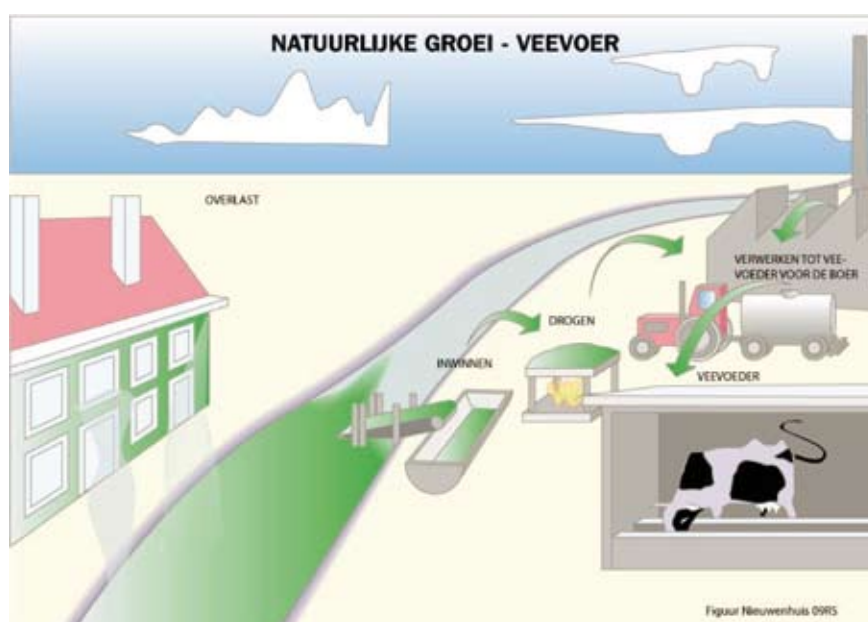 NATUURLIJKE GROEI - VEEVOER
OVERLAST
VERWERKEN TOT VEE-
VOEDER VOOR DE BOER
DROGEN
INWINNEN
VEEVOEDER
Figuur Nieuwenhuis 09RS